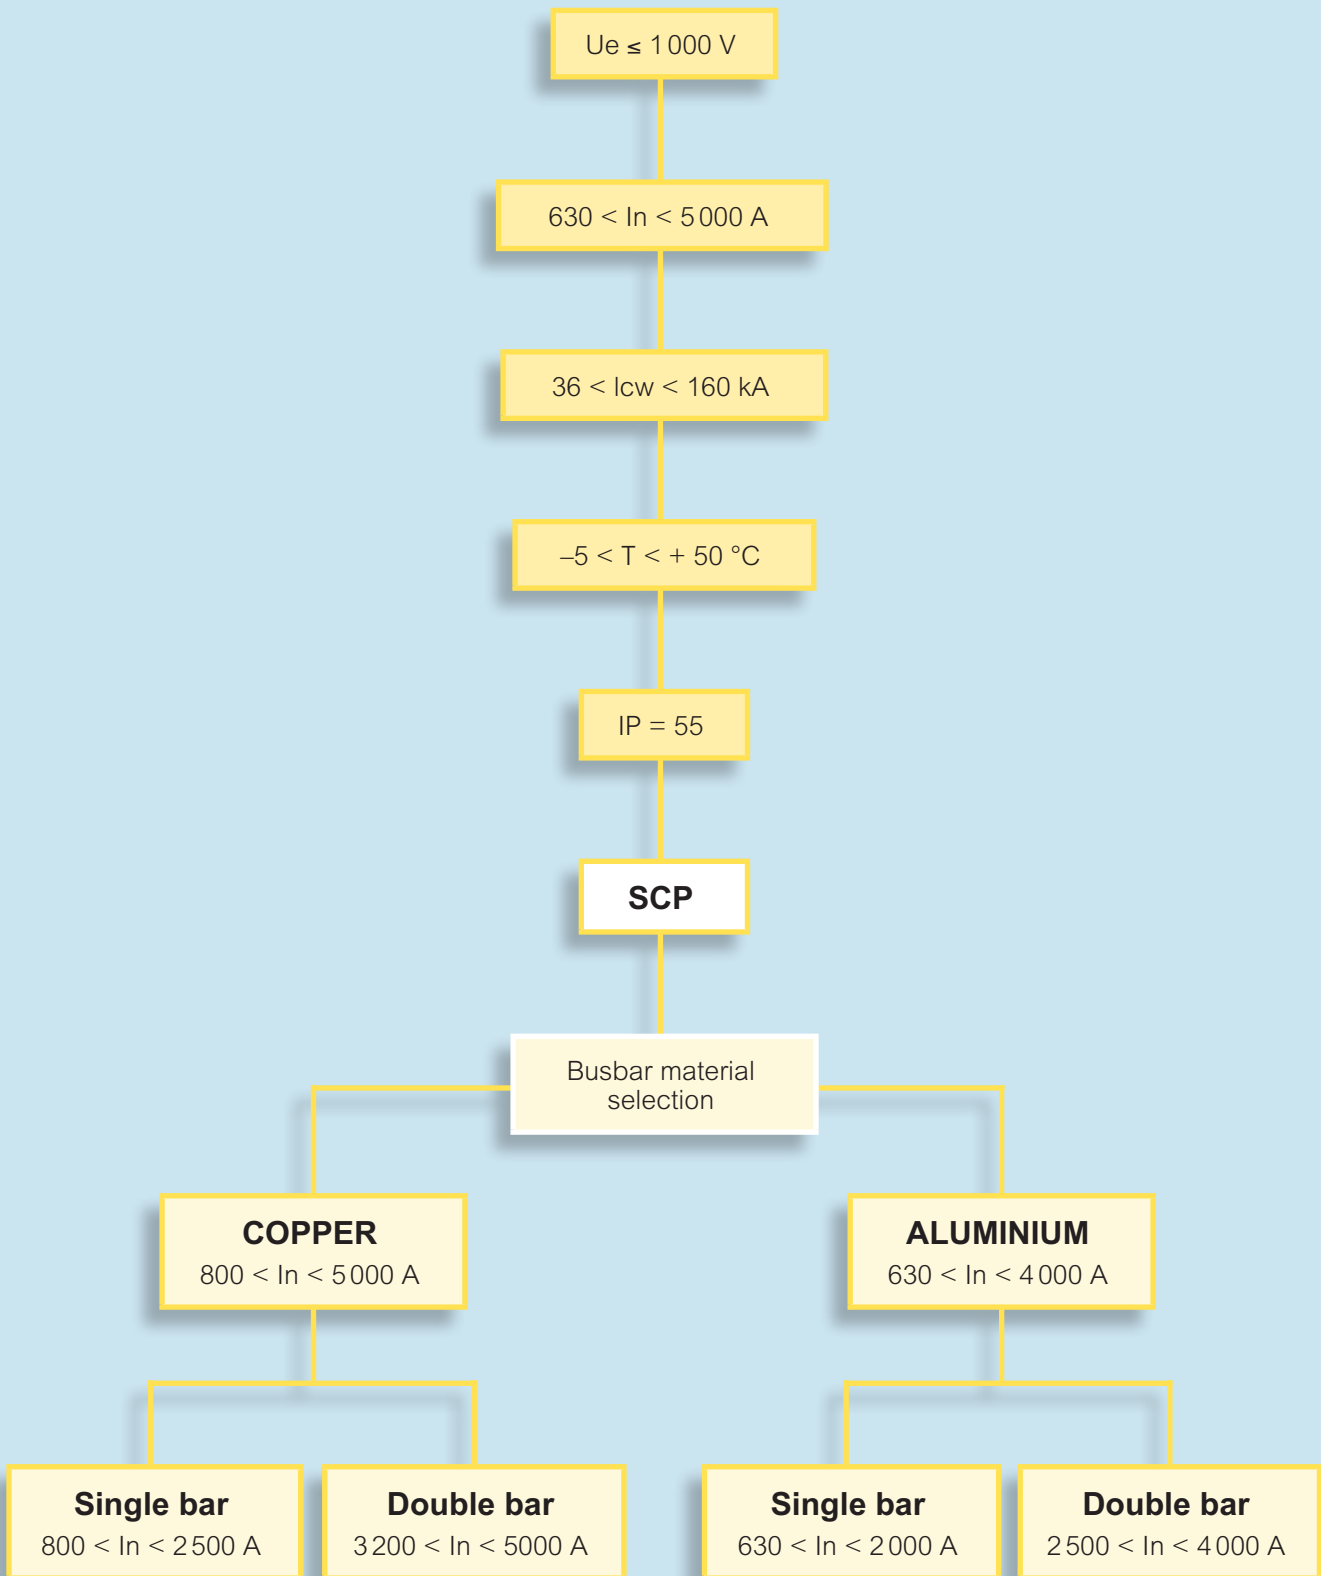 Ue ≤ 1 000 V
630 < In < 5 000 A
36 < Icw < 160 kA
–5 < T < + 50 °C
IP = 55
SCP
Busbar material
selection
COPPER
800 < In < 5 000 A
ALUMINIUM
630 < In < 4 000 A
Single bar
800 < In < 2 500 A
Double bar
3 200 < In < 5000 A
Single bar
630 < In < 2 000 A
Double bar
2 500 < In < 4 000 A